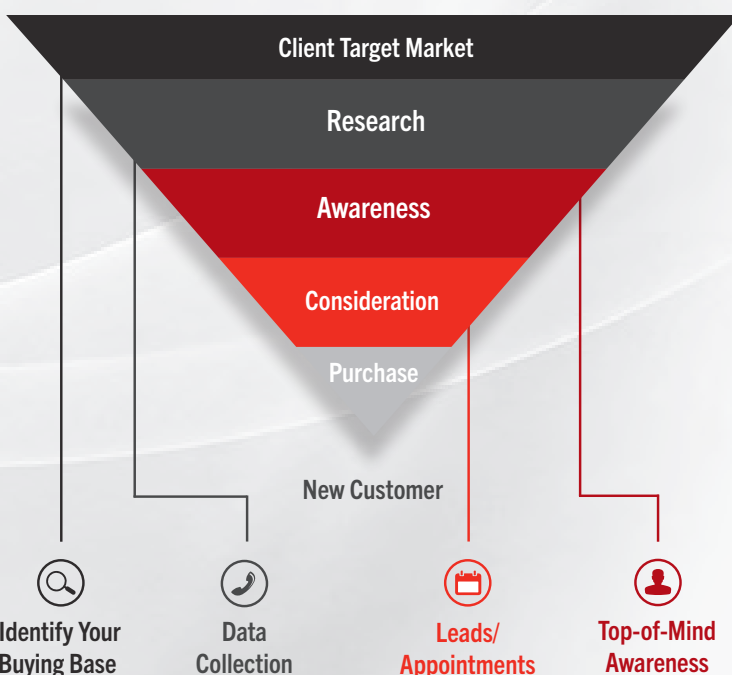 Client Target Market
Research
Awareness
Consideration
Purchase
New Customer
Identify Your
Buying Base
Data
Collection
Leads/
Appointments
Top-of-Mind
Awareness